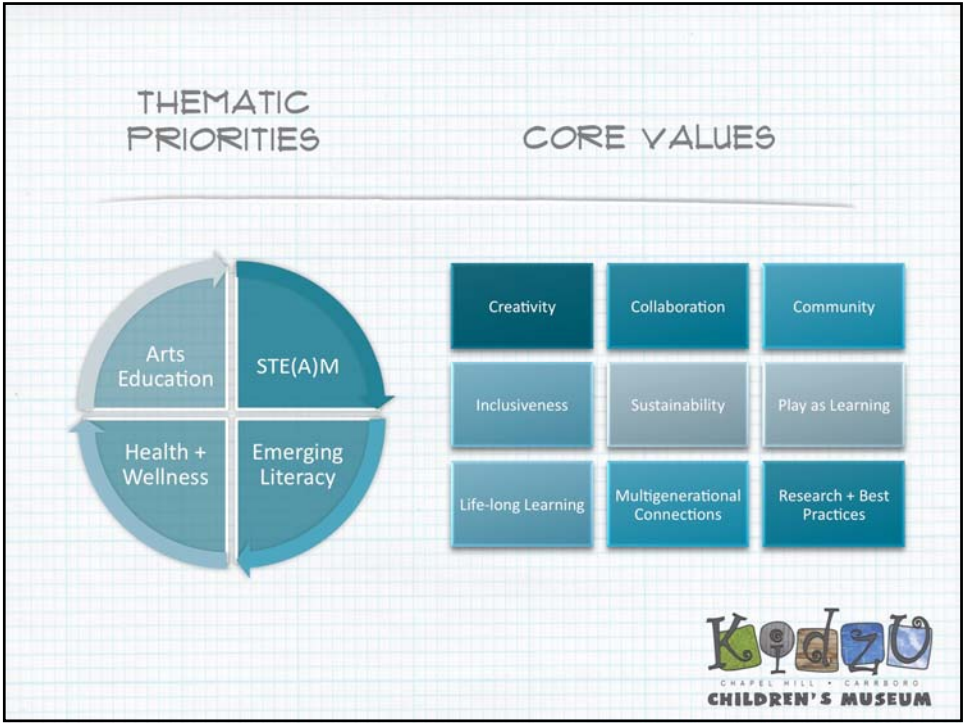 THEMATIC
PRIORITIES
CORE VALUES
Arts
Education
STE(A)M
Health +
Wellness
Emerging
Literacy
Creativity
Collaboration
Community
Inclusiveness
Sustainability
Play as Learning
Life-long Learning
Multigenerational
Connections
Research + Best
Practices
Kidzu
CHAPEL HILL • CARRBORO
CHILDREN'S MUSEUM